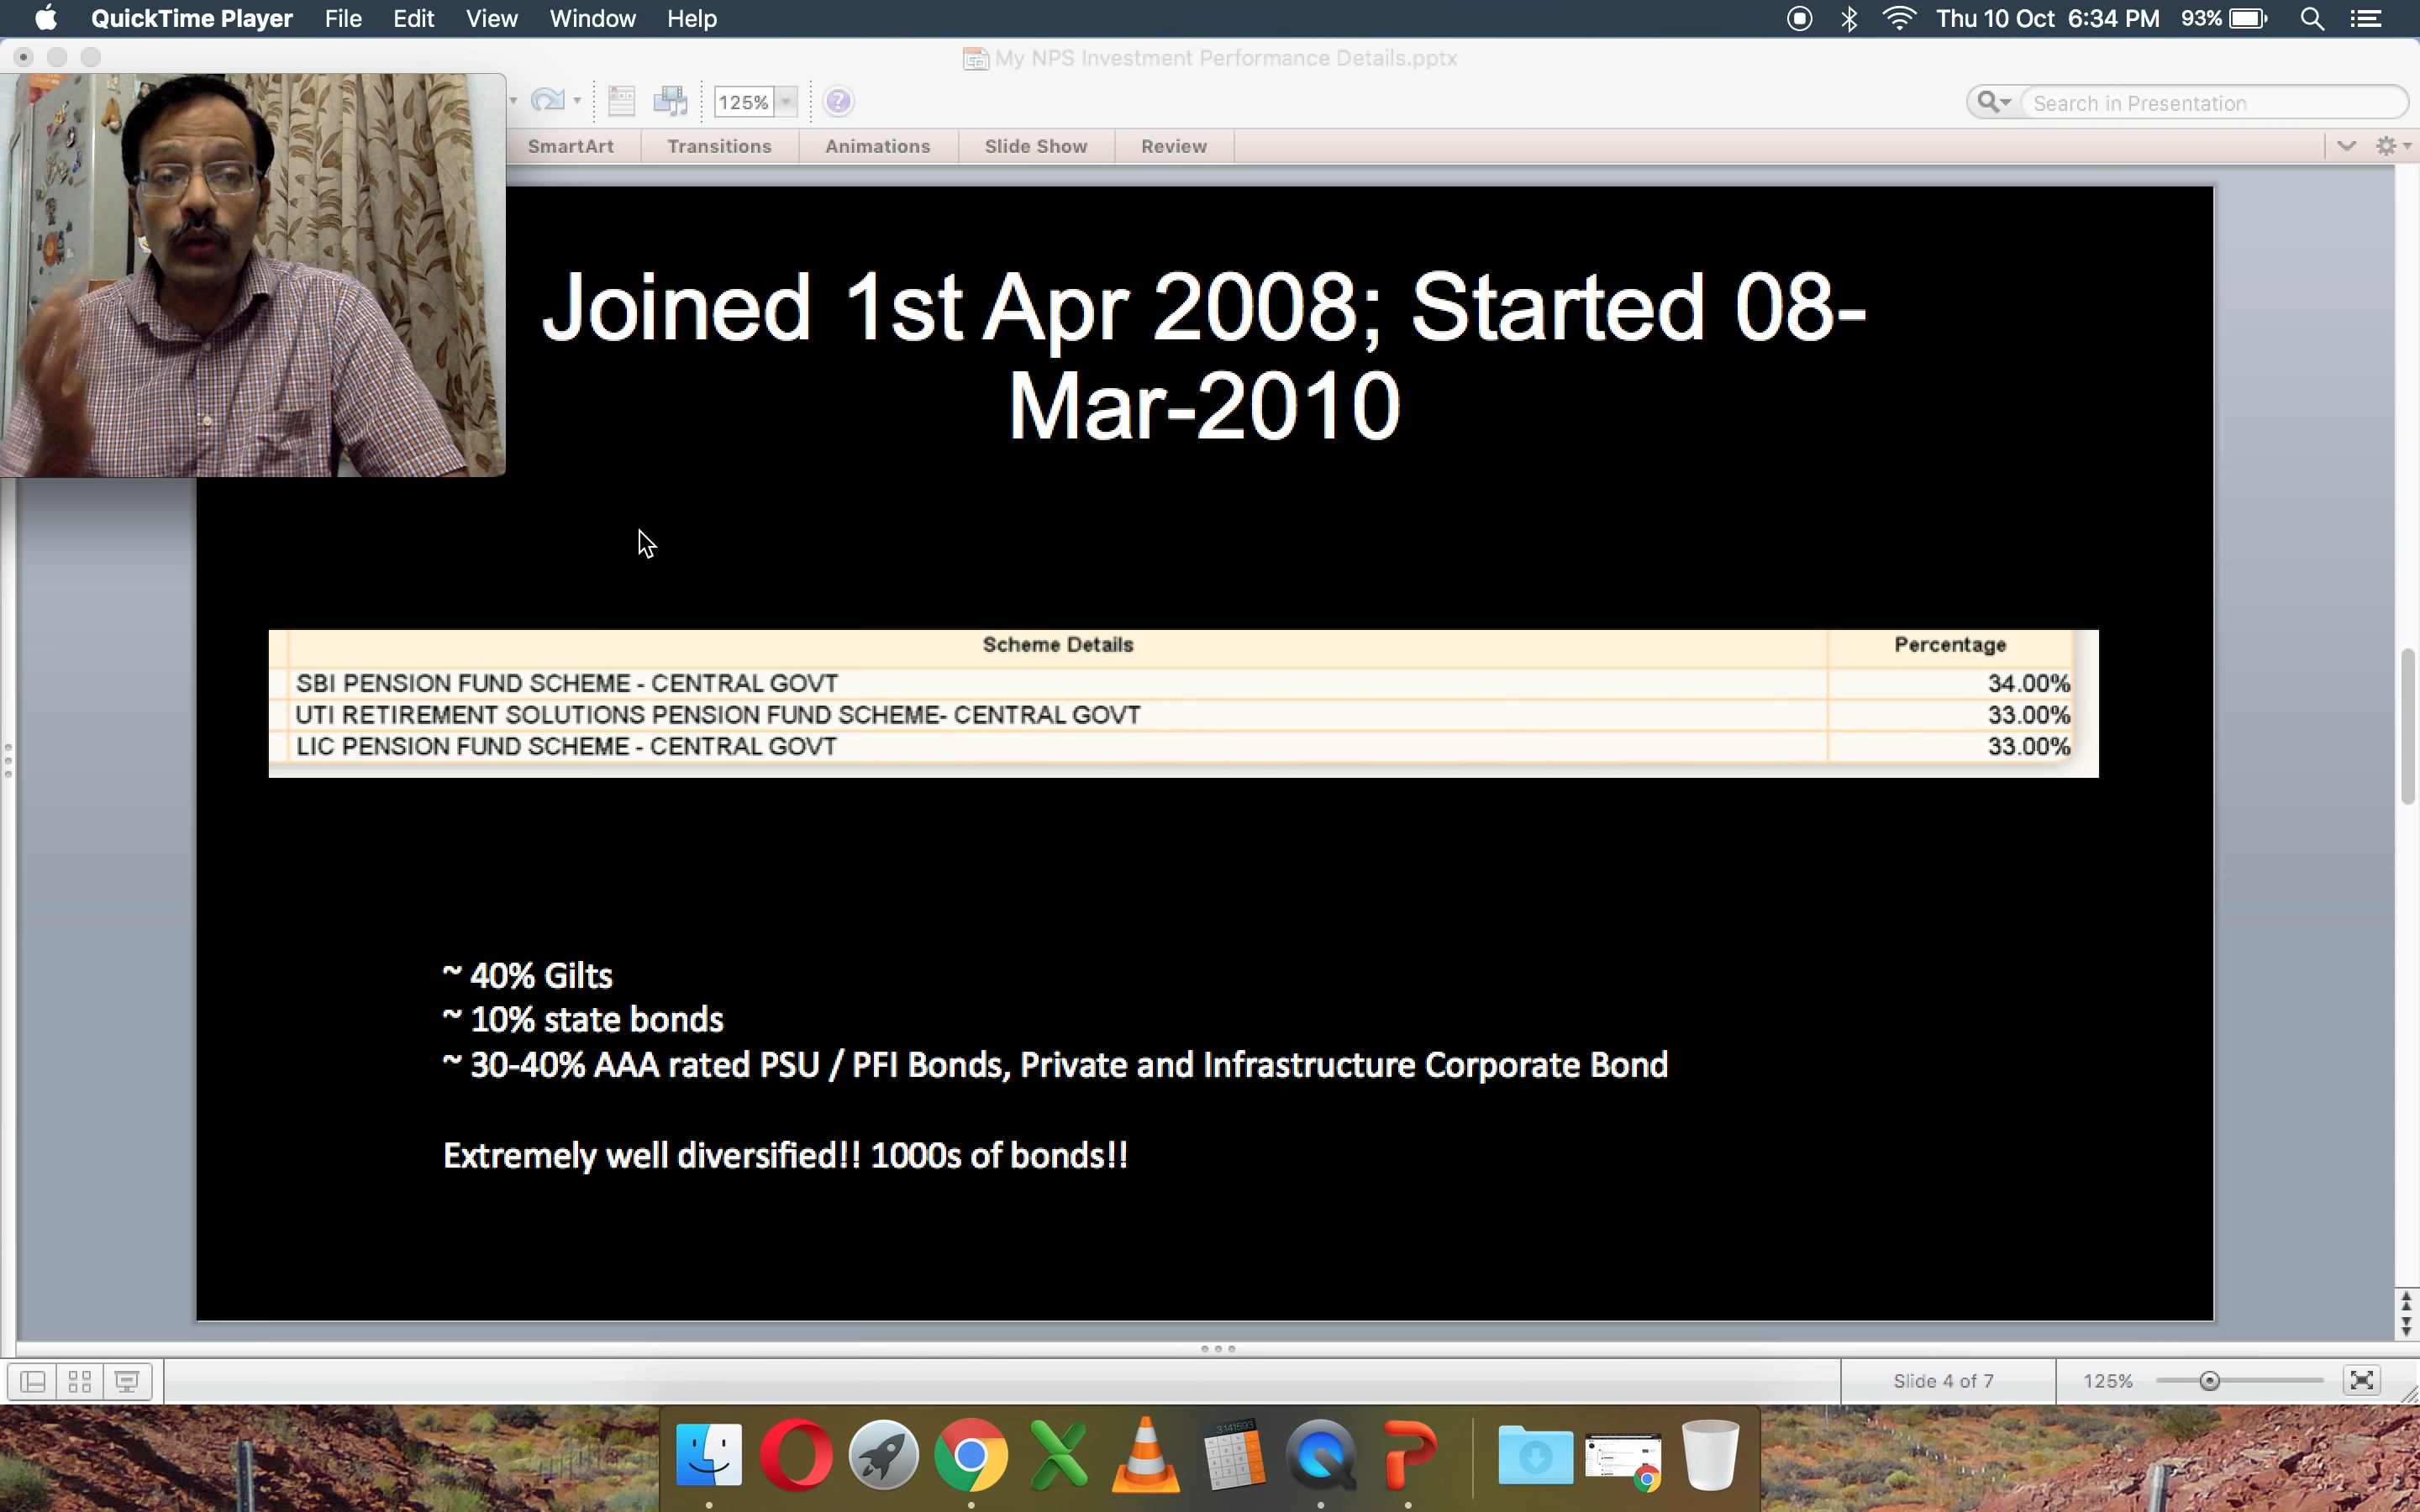 QuickTime Player File Edit View Window Help Thu 10 Oct 6:34 PM 93%
My NPS Investment Performance Details.pptx
125% ? Search in Presentation
SmartArt Transitions Animations Slide Show Review
Joined 1st Apr 2008; Started 08-
Mar-2010
Scheme Details Percentage
SBI PENSION FUND SCHEME - CENTRAL GOVT 34.00%
UTI RETIREMENT SOLUTIONS PENSION FUND SCHEME- CENTRAL GOVT 33.00%
LIC PENSION FUND SCHEME - CENTRAL GOVT 33.00%
~ 40% Gilts
~ 10% state bonds
~ 30-40% AAA rated PSU / PFI Bonds, Private and Infrastructure Corporate Bond
Extremely well diversified!! 1000s of bonds!!
Slide 4 of 7 125%
3.141593